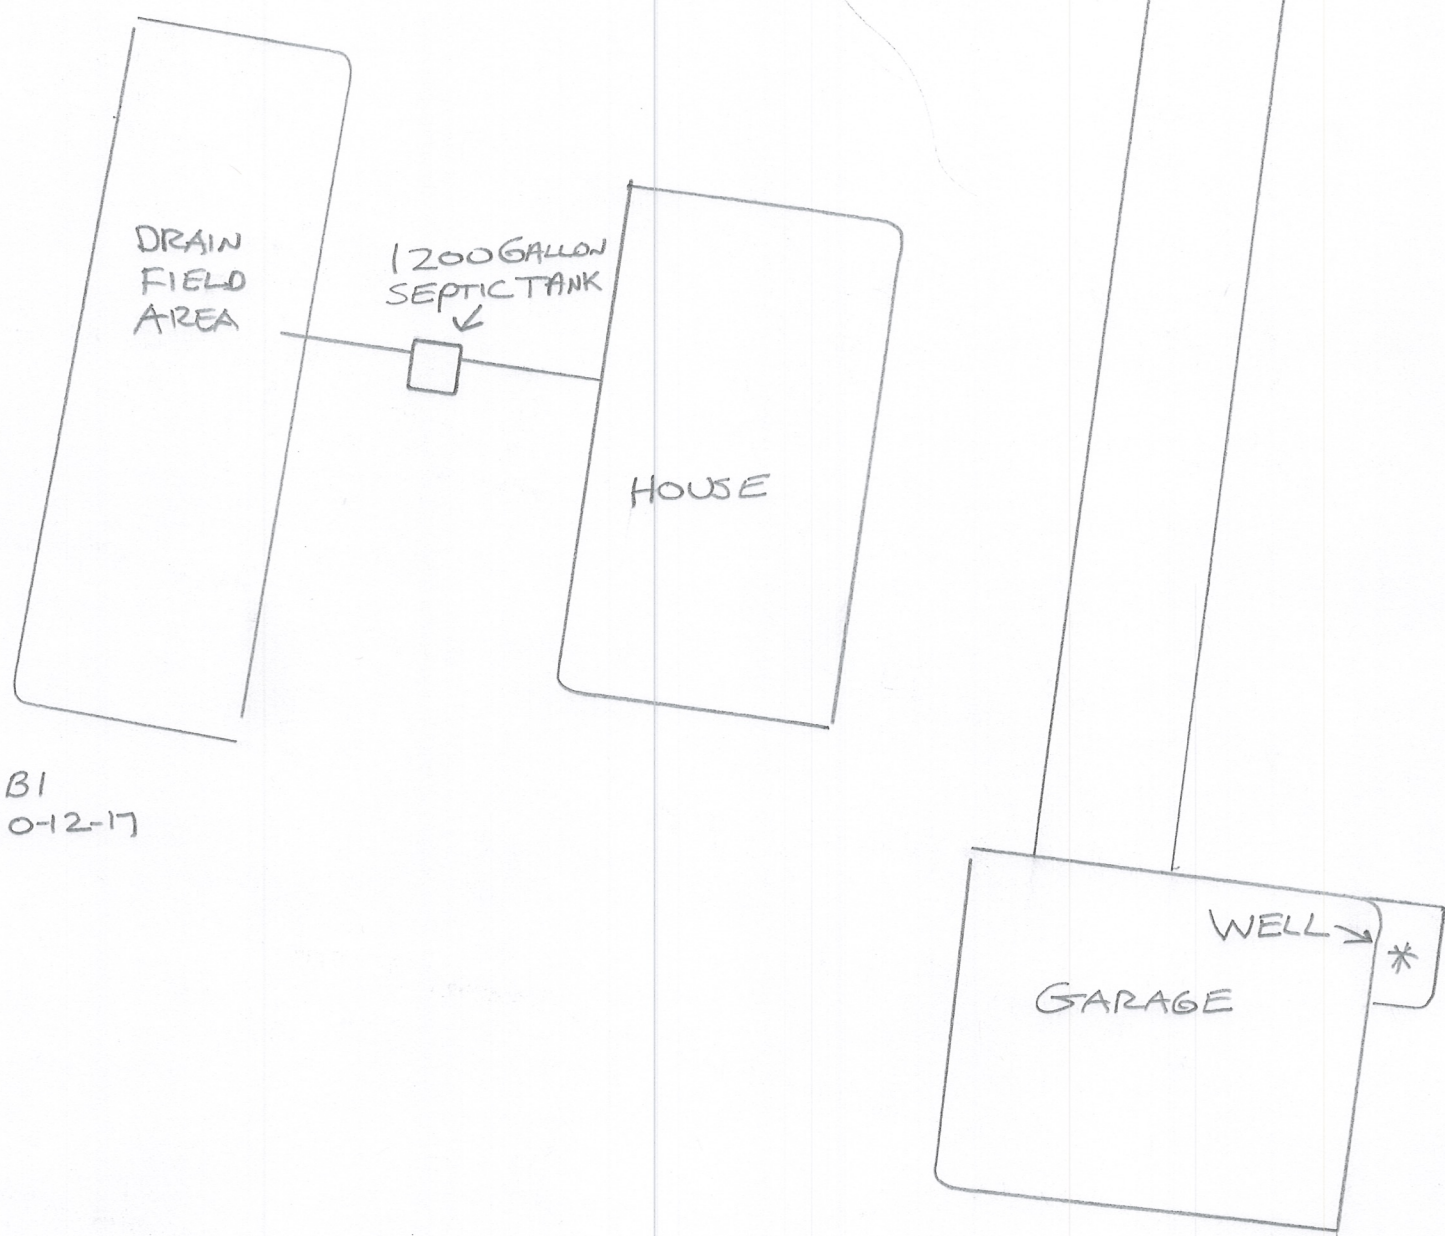 DRAIN
FIELD
AREA
1200 GALLON
SEPTIC TANK
HOUSE
B1
0-12-17
WELL
*
GARAGE